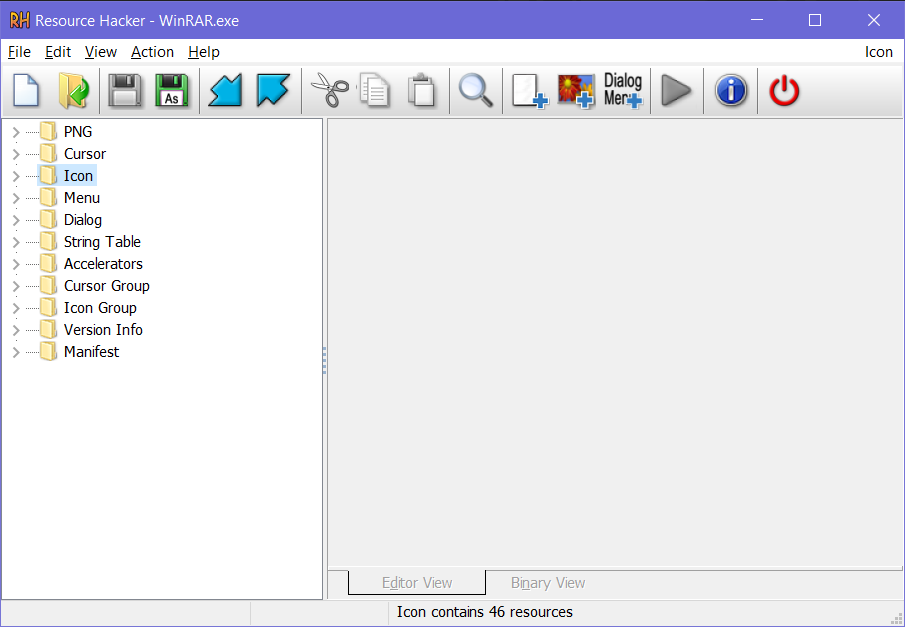 RH Resource Hacker - WinRAR.exe
File Edit View Action Help Icon
As Dialog
Menu
PNG
Cursor
Icon
Menu
Dialog
String Table
Accelerators
Cursor Group
Icon Group
Version Info
Manifest
Editor View Binary View
Icon contains 46 resources